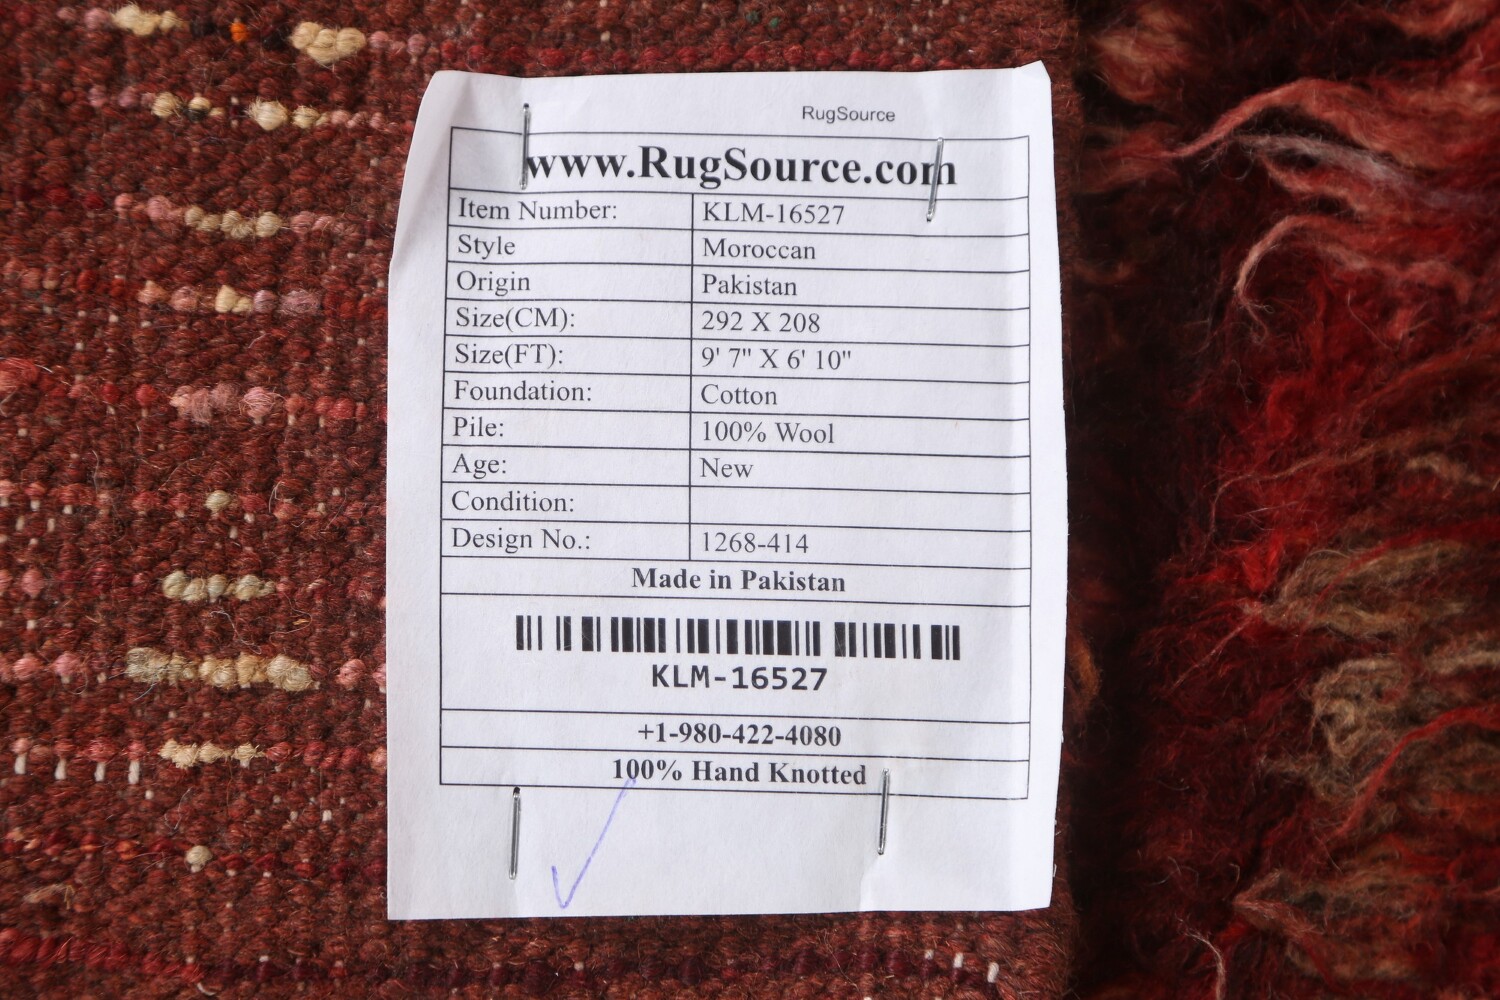 RugSource
www.RugSource.com
Item Number: KLM-16527
Style Moroccan
Origin Pakistan
Size(CM): 292 X 208
Size(FT): 9' 7" X 6' 10"
Foundation: Cotton
Pile: 100% Wool
Age: New
Condition:
Design No.: 1268-414
Made in Pakistan
KLM-16527
+1-980-422-4080
100% Hand Knotted